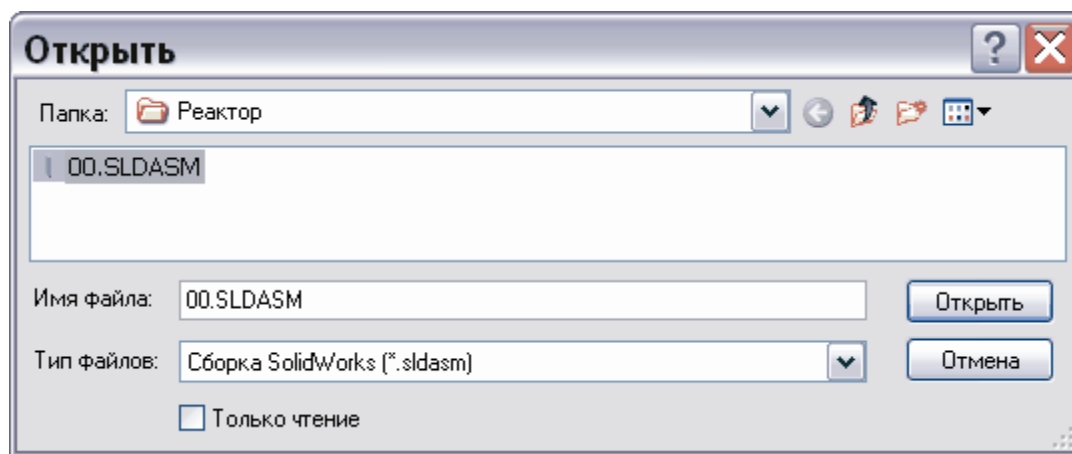 Открыть
Папка: Реактор
00.SLDASM
Имя файла: 00.SLDASM Открыть
Тип файлов: Сборка SolidWorks (*.sldasm) Отмена
Только чтение